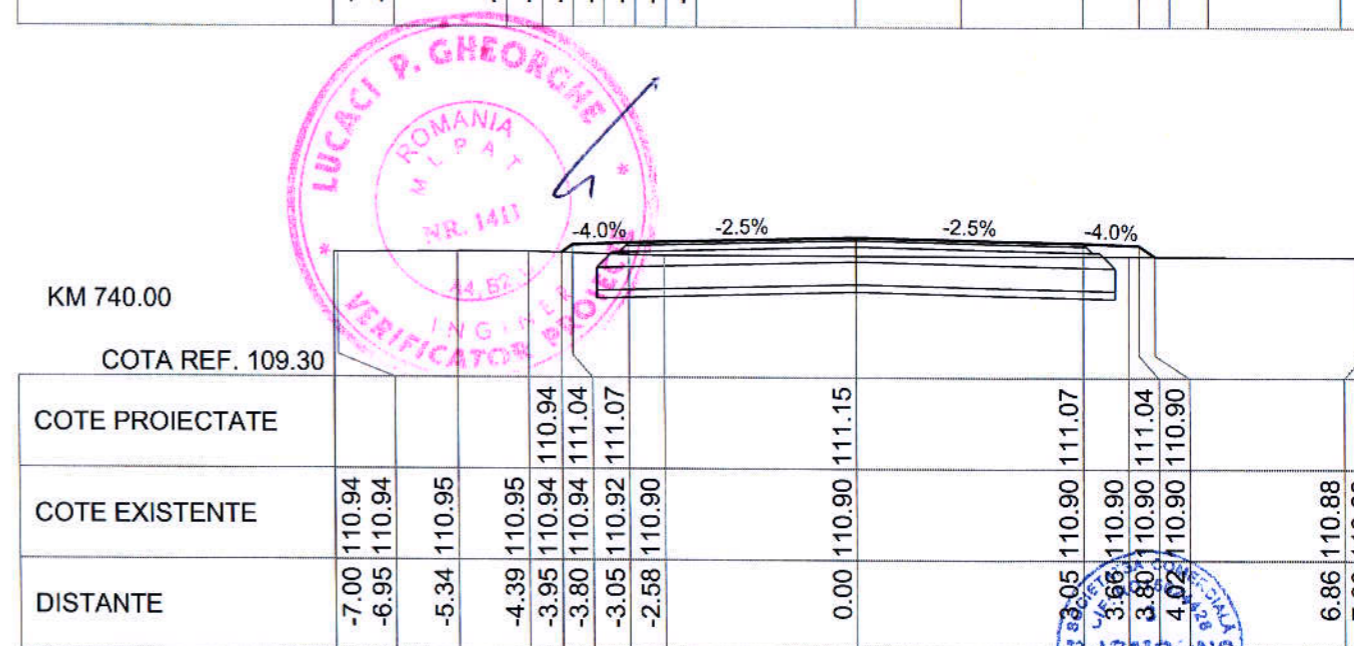 LUCACI P. GHEORGHE
ROMANIA
M L P A T
NR. 1411
A4, B2
INGINER
* VERIFICATOR PROIECTE *
-4.0% -2.5% -2.5% -4.0%
KM 740.00
COTA REF. 109.30
COTE PROIECTATE 110.94 111.04 111.07 111.15 111.07 111.04 110.90
COTE EXISTENTE 110.94 110.94 110.95 110.95 110.94 110.94 110.92 110.90 110.90 110.90 110.90 110.90 110.90 110.88
DISTANTE -7.00 -6.95 -5.34 -4.39 -3.95 -3.80 -3.05 -2.58 0.00 3.05 3.66 3.80 4.02 6.86
SOCIETATEA COMERCIALĂ